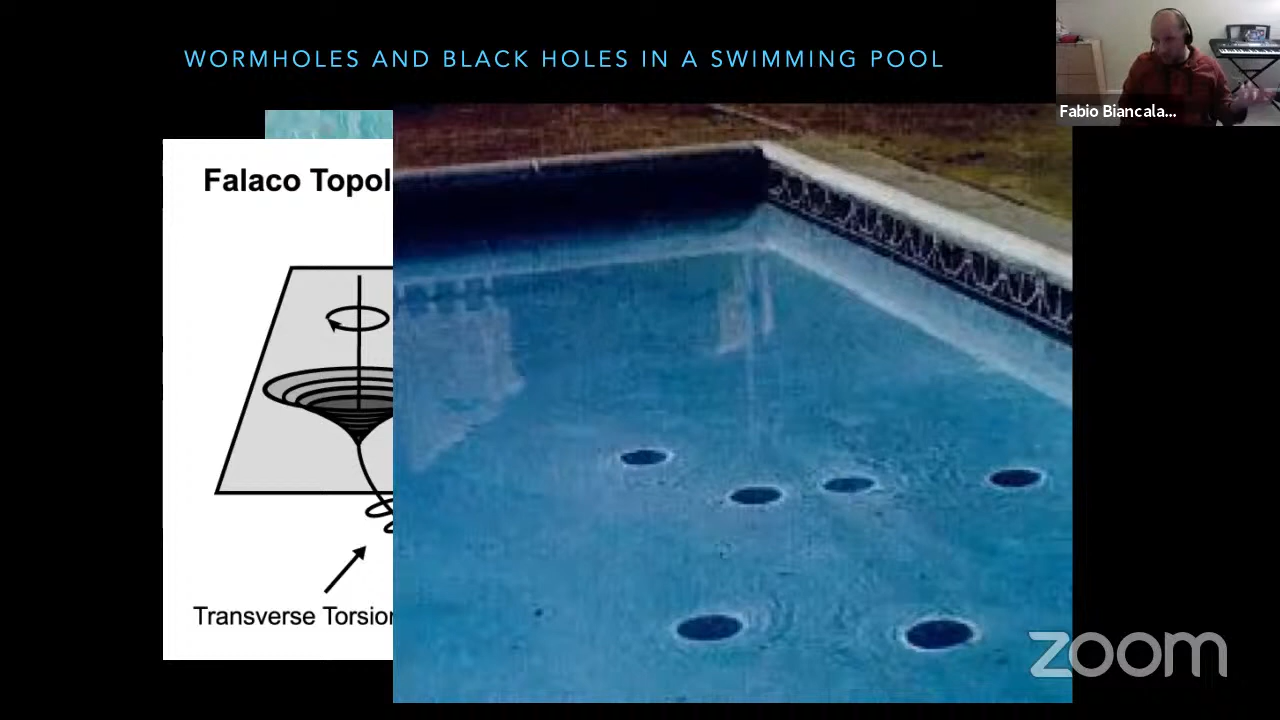 WORMHOLES AND BLACK HOLES IN A SWIMMING POOL
Fabio Biancala...
Falaco Topol
Transverse Torsion
zoom